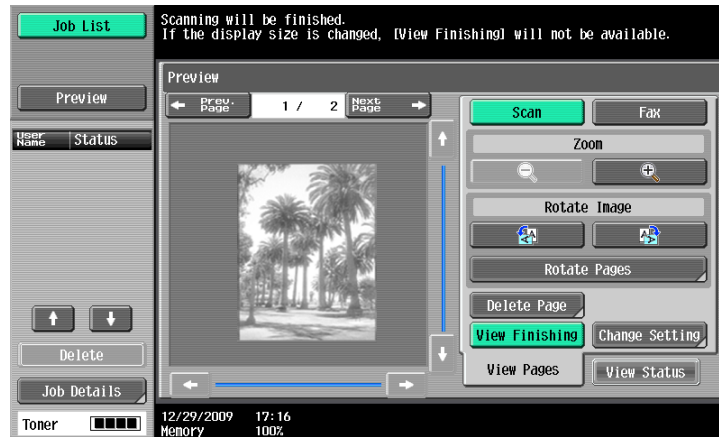 Job List
Scanning will be finished.
If the display size is changed, [View Finishing] will not be available.
Preview
Preview
Prev. Page
1 / 2
Next Page
Scan
Fax
User Name
Status
Zoom
Rotate Image
Rotate Pages
Delete Page
View Finishing
Change Setting
Delete
View Pages
View Status
Job Details
Toner
12/29/2009 17:16
Memory 100%